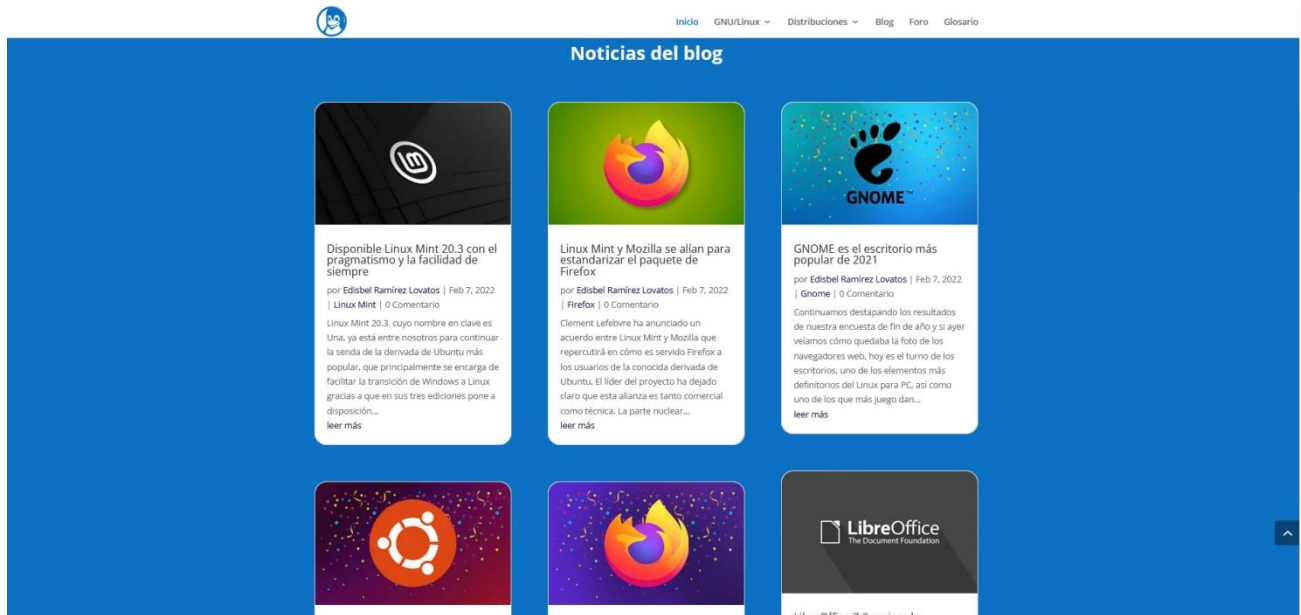 Inicio GNU/Linux Distribuciones Blog Foro Glosario
Noticias del blog
Disponible Linux Mint 20.3 con el
pragmatismo y la facilidad de
siempre
por Edisbel Ramírez Lovatos | Feb 7, 2022
| Linux Mint | 0 Comentario
Linux Mint 20.3, cuyo nombre en clave es
Una, ya está entre nosotros para continuar
la senda de la derivada de Ubuntu más
popular, que principalmente se encarga de
facilitar la transición de Windows a Linux
gracias a que en sus tres ediciones pone a
disposición...
leer más
Linux Mint y Mozilla se alían para
estandarizar el paquete de
Firefox
por Edisbel Ramírez Lovatos | Feb 7, 2022
| Firefox | 0 Comentario
Clement Lefebvre ha anunciado un
acuerdo entre Linux Mint y Mozilla que
repercutirá en cómo es servido Firefox a
los usuarios de la conocida derivada de
Ubuntu. El líder del proyecto ha dejado
claro que esta alianza es tanto comercial
como técnica. La parte nuclear...
leer más
GNOME™
GNOME es el escritorio más
popular de 2021
por Edisbel Ramírez Lovatos | Feb 7, 2022
| Gnome | 0 Comentario
Continuamos destapando los resultados
de nuestra encuesta de fin de año y si ayer
veíamos cómo quedaba la foto de los
navegadores web, hoy es el turno de los
escritorios, uno de los elementos más
definitorios del Linux para PC, así como
uno de los que más juego dan...
leer más
LibreOffice
The Document Foundation